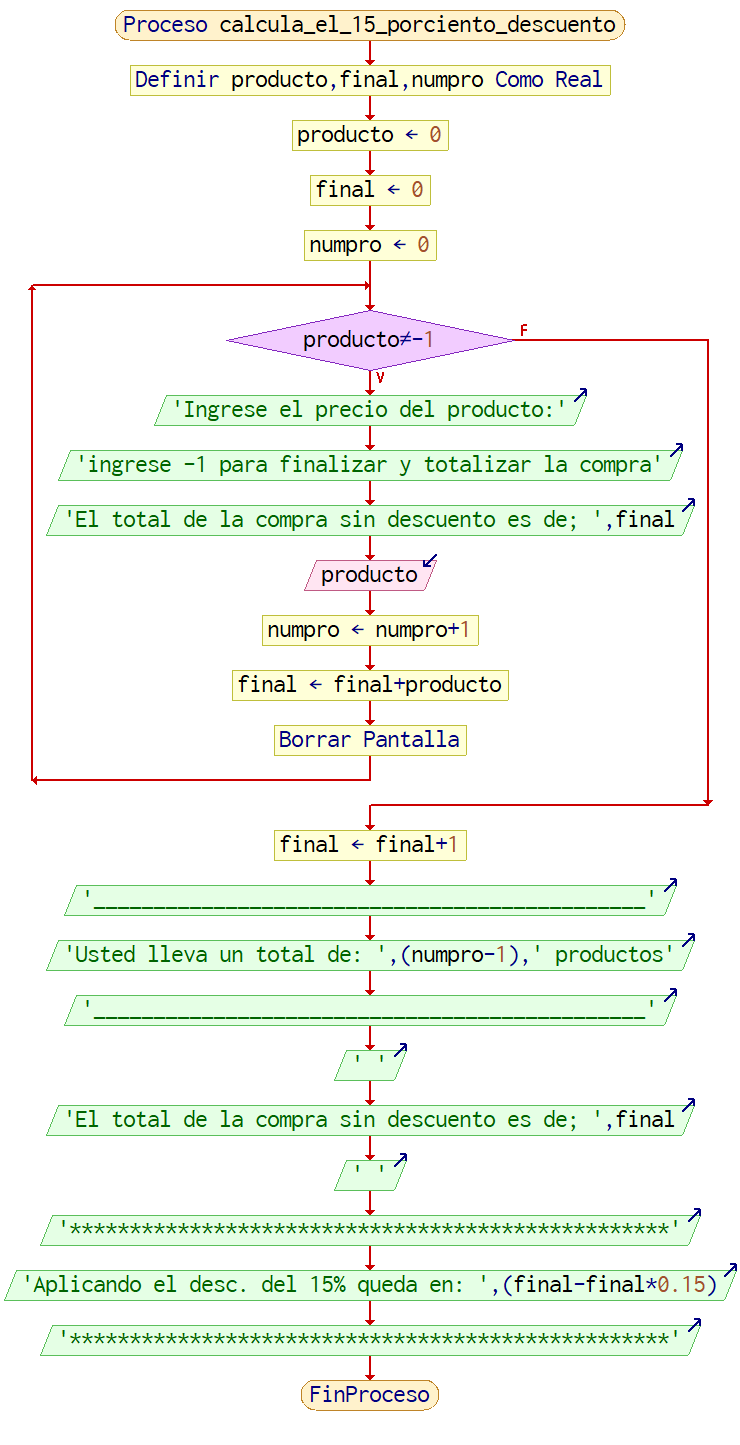 Proceso calcula_el_15_porciento_descuento
Definir producto,final,numpro Como Real
producto ← 0
final ← 0
numpro ← 0
producto≠-1
F
V
'Ingrese el precio del producto:'
'ingrese -1 para finalizar y totalizar la compra'
'El total de la compra sin descuento es de; ',final
producto
numpro ← numpro+1
final ← final+producto
Borrar Pantalla
final ← final+1
'______________________________________________'
'Usted lleva un total de: ',(numpro-1),' productos'
'______________________________________________'
' '
'El total de la compra sin descuento es de; ',final
' '
'**************************************************'
'Aplicando el desc. del 15% queda en: ',(final-final*0.15)
'**************************************************'
FinProceso